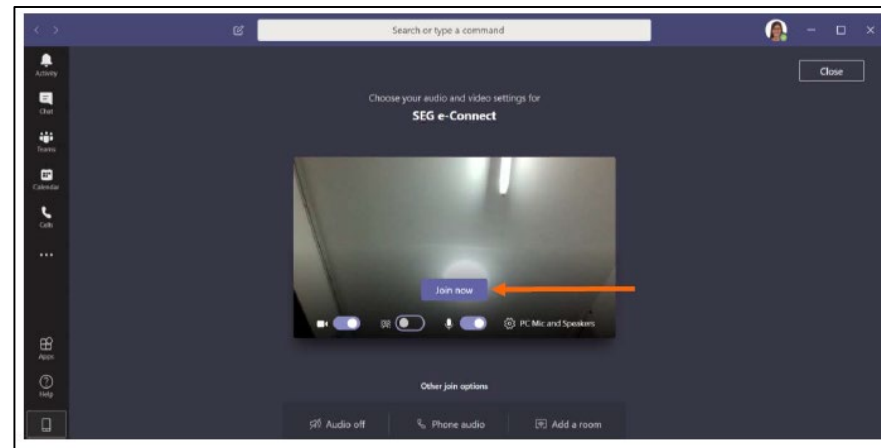 Search or type a command
Activity
Close
Chat
Choose your audio and video settings for
SEG e-Connect
Teams
Calendar
Calls
Join now
PC Mic and Speakers
Apps
Other join options
Help
Audio off
Phone audio
Add a room